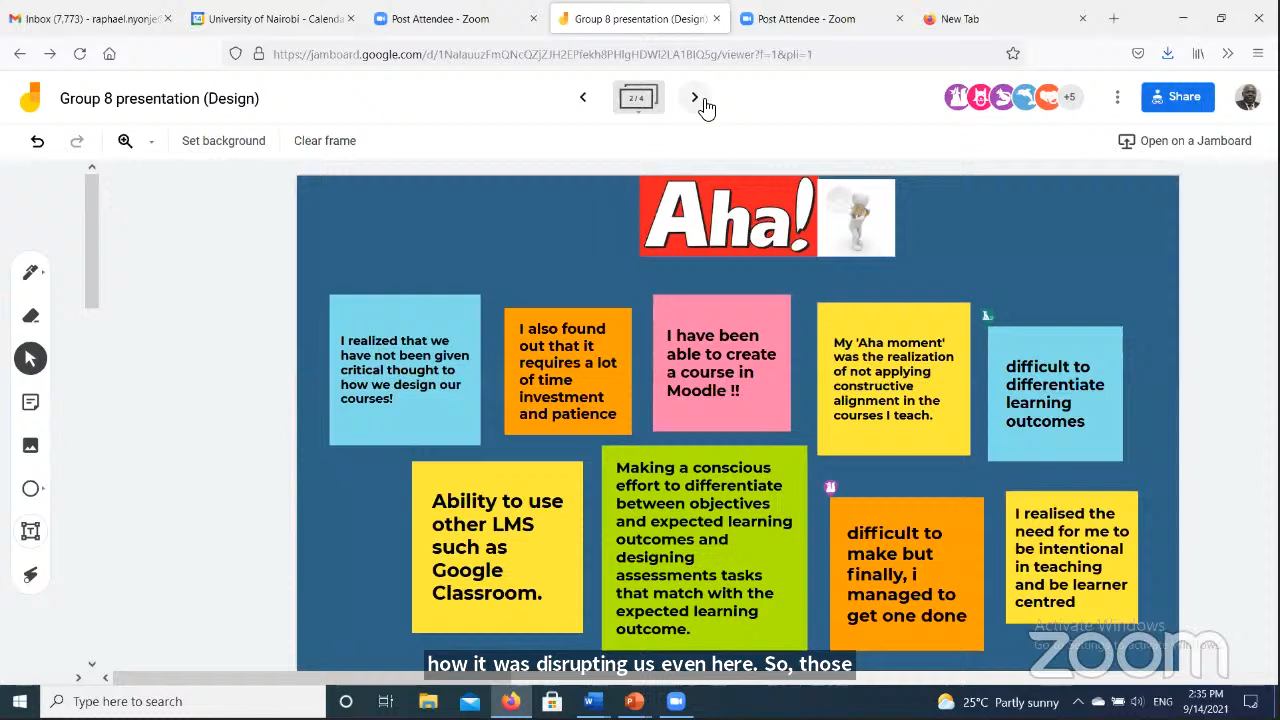 Inbox (7,773) - raphael.nyonje
University of Nairobi - Calenda
Post Attendee - Zoom
Group 8 presentation (Design)
Post Attendee - Zoom
New Tab
Group 8 presentation (Design)
2/4
+5
Share
Set background
Clear frame
Open on a Jamboard
Aha!
I realized that we
have not been given
critical thought to
how we design our
courses!
I also found
out that it
requires a lot
of time
investment
and patience
I have been
able to create
a course in
Moodle !!
My 'Aha moment'
was the realization
of not applying
constructive
alignment in the
courses I teach.
difficult to
differentiate
learning
outcomes
Ability to use
other LMS
such as
Google
Classroom.
Making a conscious
effort to differentiate
between objectives
and expected learning
outcomes and
designing
assessments tasks
that match with the
expected learning
outcome.
difficult to
make but
finally, i
managed to
get one done
I realised the
need for me to
be intentional
in teaching
and be learner
centred
Activate Windows
Go to Settings to activate Windows.
zoom
how it was disrupting us even here. So, those
Type here to search
25°C Partly sunny
ENG
2:35 PM
9/14/2021